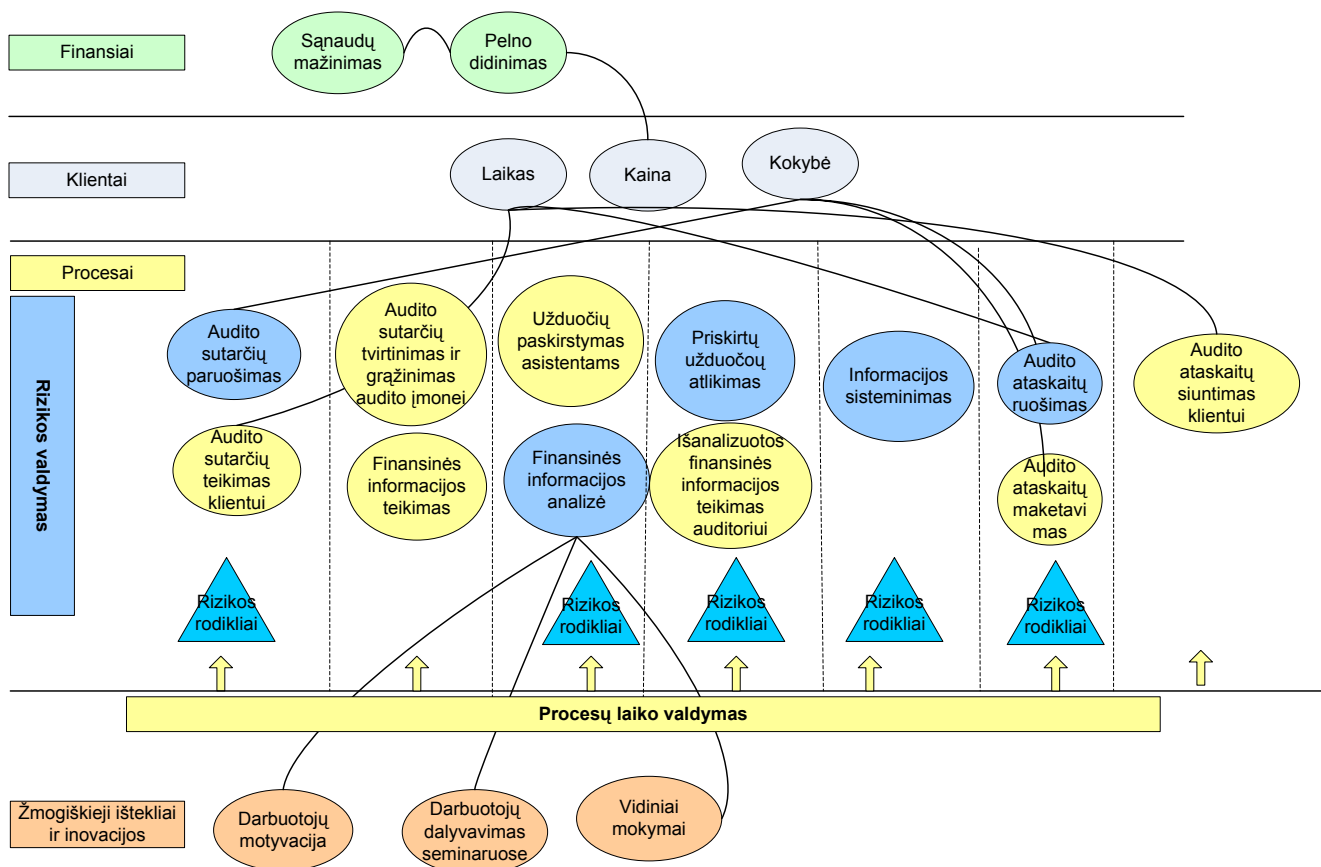 Finansiai
Sąnaudų
mažinimas
Pelno
didinimas
Klientai
Laikas
Kaina
Kokybė
Procesai
Rizikos valdymas
Audito
sutarčių
paruošimas
Audito
sutarčių
tvirtinimas ir
grąžinimas
audito įmonei
Užduočių
paskirstymas
asistentams
Priskirtų
užduočoų
atlikimas
Informacijos
sisteminimas
Audito
ataskaitų
ruošimas
Audito
ataskaitų
siuntimas
klientui
Audito
sutarčių
teikimas
klientui
Finansinės
informacijos
teikimas
Finansinės
informacijos
analizė
Išanalizuotos
finansinės
informacijos
teikimas
auditoriui
Audito
ataskaitų
maketavi
mas
Rizikos
rodikliai
Rizikos
rodikliai
Rizikos
rodikliai
Rizikos
rodikliai
Rizikos
rodikliai
Procesų laiko valdymas
Žmogiškieji ištekliai
ir inovacijos
Darbuotojų
motyvacija
Darbuotojų
dalyvavimas
seminaruose
Vidiniai
mokymai